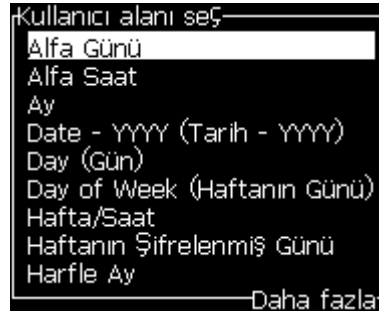 Kullanıcı alanı seç
Alfa Günü
Alfa Saat
Ay
Date - YYYY (Tarih - YYYY)
Day (Gün)
Day of Week (Haftanın Günü)
Hafta/Saat
Haftanın Şifrelenmiş Günü
Harfle Ay
Daha fazla